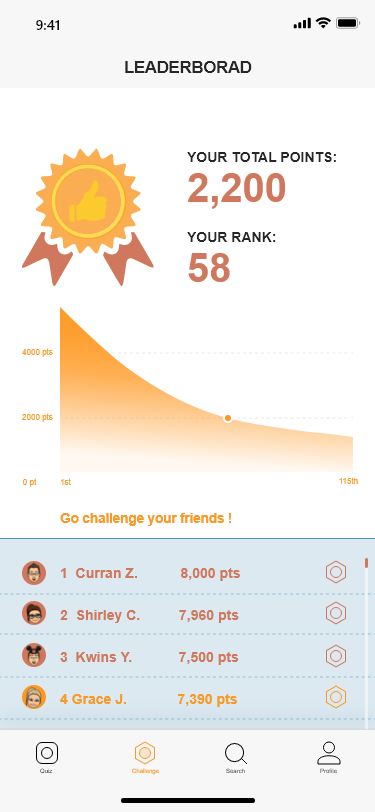 9:41
LEADERBORAD
YOUR TOTAL POINTS:
2,200
YOUR RANK:
58
4000 pts
2000 pts
0 pt 1st 115th
Go challenge your friends !
1 Curran Z. 8,000 pts
2 Shirley C. 7,960 pts
3 Kwins Y. 7,500 pts
4 Grace J. 7,390 pts
Quiz Challenge Search Profile